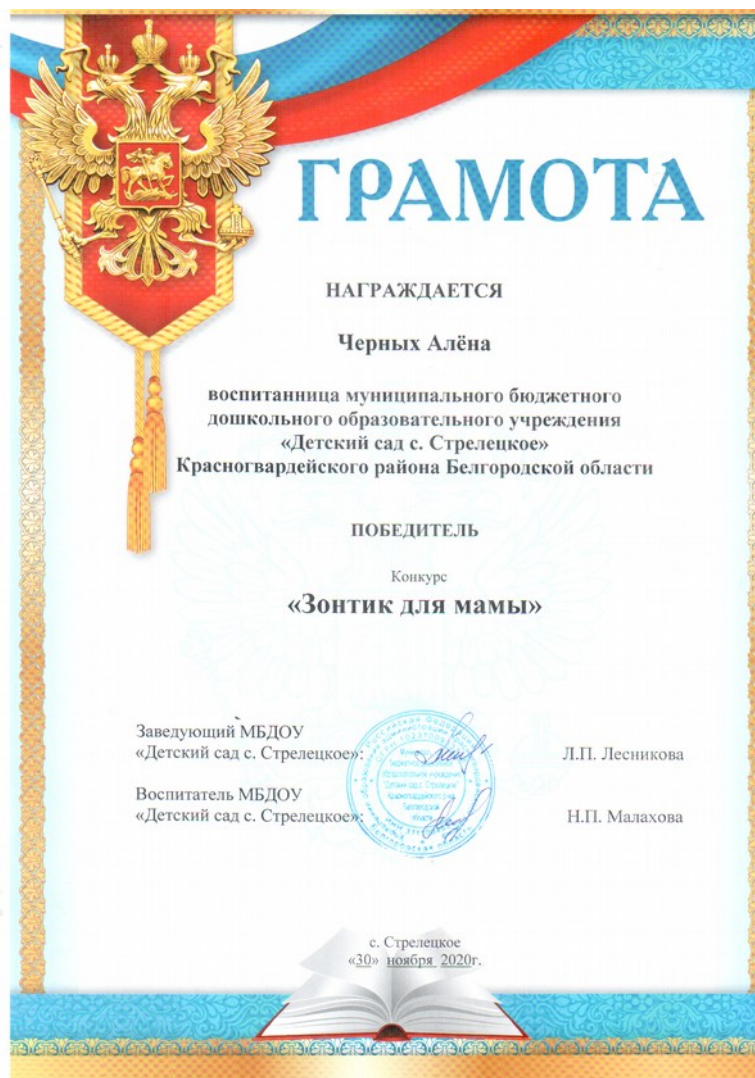 ГРАМОТА
НАГРАЖДАЕТСЯ
Черных Алёна
воспитанница муниципального бюджетного
дошкольного образовательного учреждения
«Детский сад с. Стрелецкое»
Красногвардейского района Белгородской области
ПОБЕДИТЕЛЬ
Конкурс
«Зонтик для мамы»
Заведующий МБДОУ
«Детский сад с. Стрелецкое»: Л.П. Лесникова
Воспитатель МБДОУ
«Детский сад с. Стрелецкое»: Н.П. Малахова
с. Стрелецкое
«30» ноября 2020г.